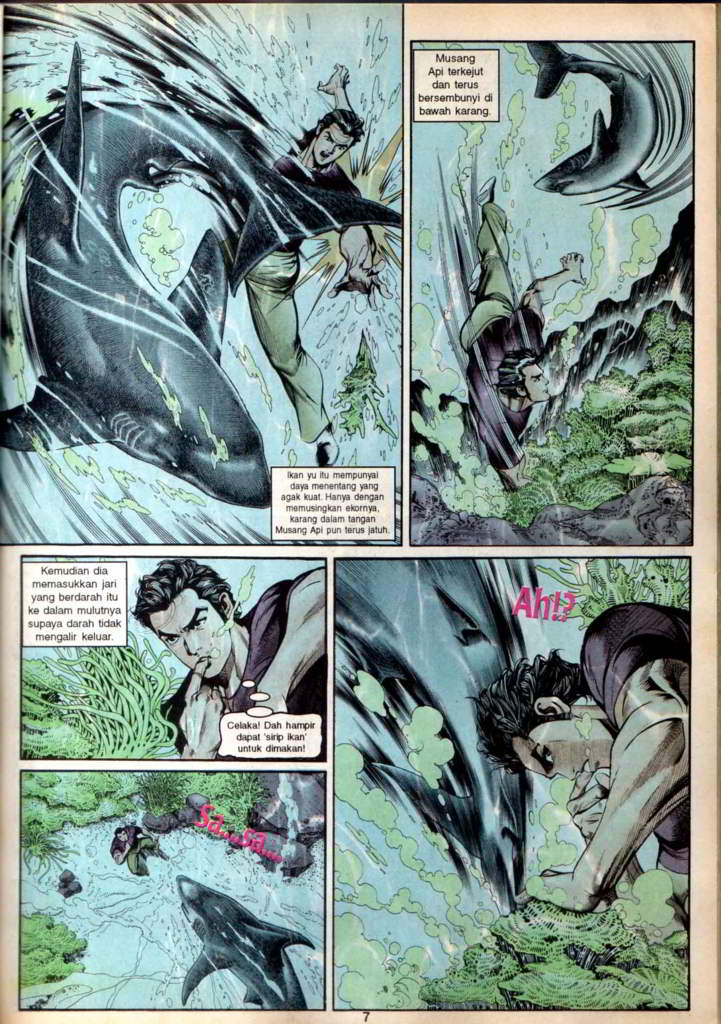 Ikan yu itu mempunyai
daya menentang yang
agak kuat. Hanya dengan
memusingkan ekornya,
karang dalam tangan
Musang Api pun terus jatuh.
Musang
Api terkejut
dan terus
bersembunyi di
bawah karang.
Kemudian dia
memasukkan jari
yang berdarah itu
ke dalam mulutnya
supaya darah tidak
mengalir keluar.
Celaka! Dah hampir
dapat 'sirip ikan'
untuk dimakan!
Sa...sa...
Ah!?
7